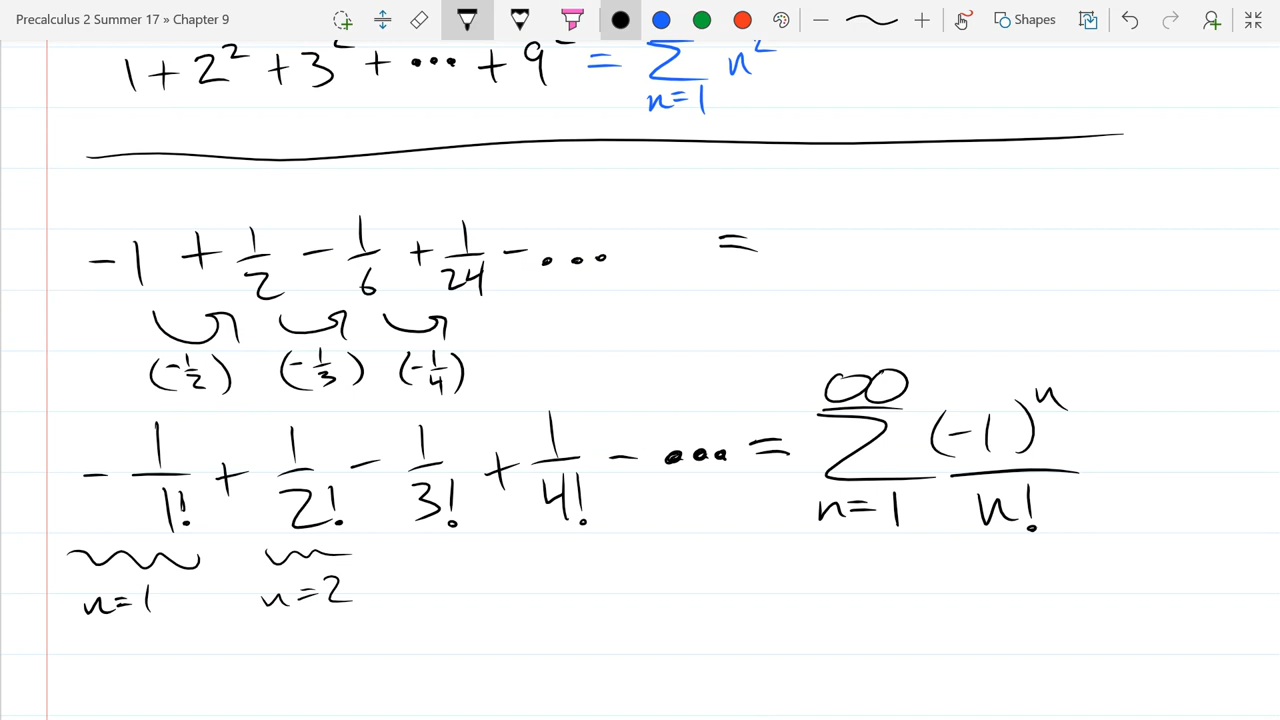 Precalculus 2 Summer 17 » Chapter 9
Shapes
1 + 2² + 3² + ••• + 9² = ∑ n²
n=1
-1 + 1/2 - 1/6 + 1/24 - ... =
(-1/2) (-1/3) (-1/4)
- 1/1! + 1/2! - 1/3! + 1/4! - ... = ∞∑n=1 (-1)ⁿ/n!
n=1 n=2